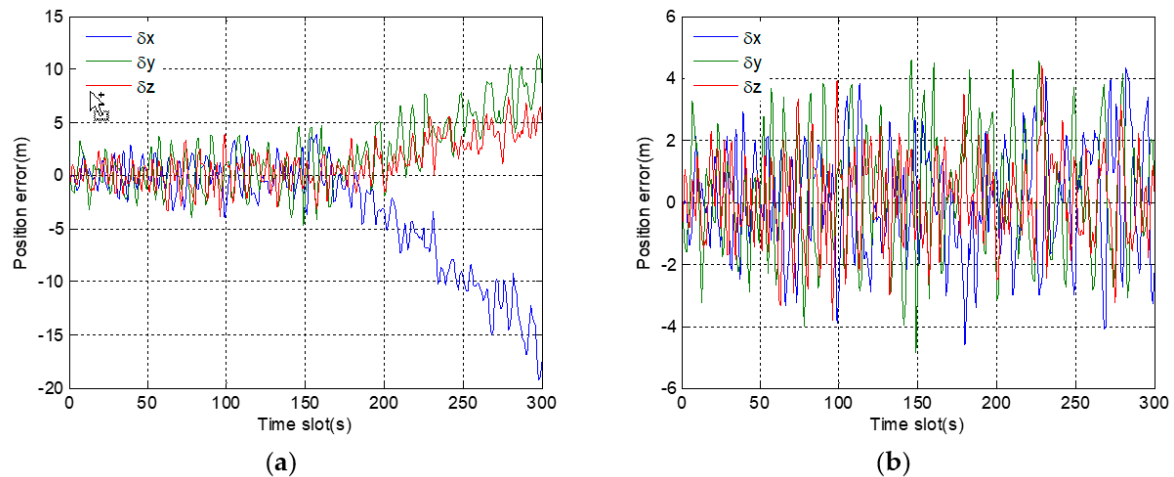 15
10
5
0
-5
-10
-15
-20
Position error(m)
δx
δy
δz
0 50 100 150 200 250 300
Time slot(s)
(a)
6
4
2
0
-2
-4
-6
Position error(m)
δx
δy
δz
0 50 100 150 200 250 300
Time slot(s)
(b)